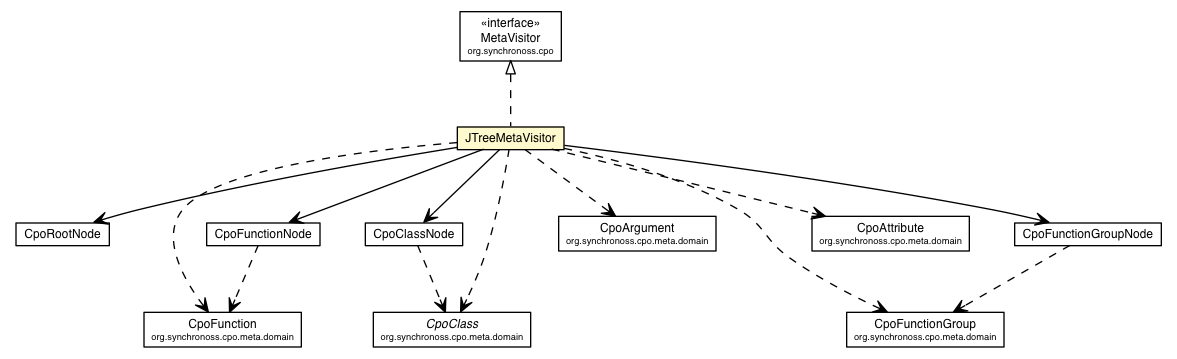 «interface»
MetaVisitor
org.synchronoss.cpo
JTreeMetaVisitor
CpoRootNode
CpoFunctionNode
CpoClassNode
CpoArgument
org.synchronoss.cpo.meta.domain
CpoAttribute
org.synchronoss.cpo.meta.domain
CpoFunctionGroupNode
CpoFunction
org.synchronoss.cpo.meta.domain
CpoClass
org.synchronoss.cpo.meta.domain
CpoFunctionGroup
org.synchronoss.cpo.meta.domain